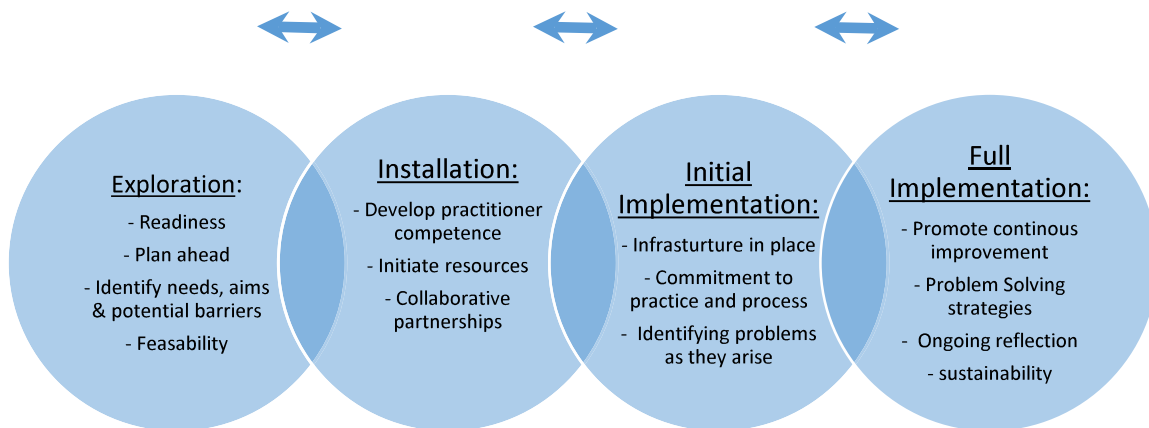 Exploration:
- Readiness
- Plan ahead
- Identify needs, aims
& potential barriers
- Feasability
Installation:
- Develop practitioner
competence
- Initiate resources
- Collaborative
partnerships
Initial
Implementation:
- Infrasturture in place
- Commitment to
practice and process
- Identifying problems
as they arise
Full
Implementation:
- Promote continous
improvement
- Problem Solving
strategies
- Ongoing reflection
- sustainability